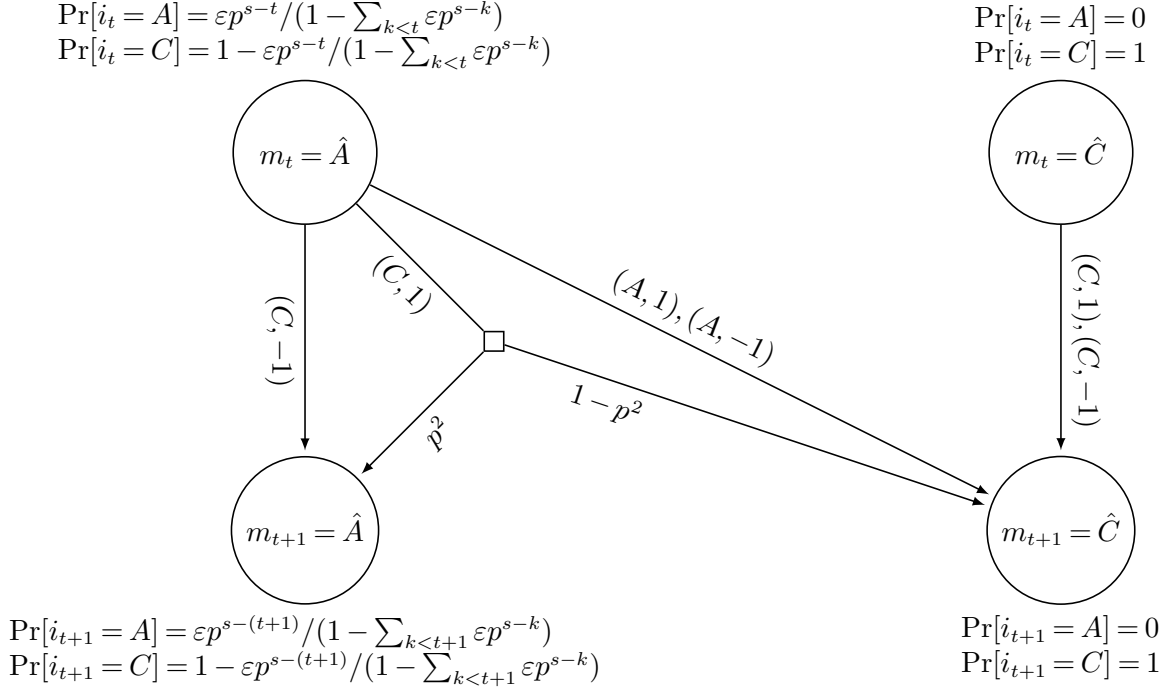 Pr[i_t = A] = εp^{s−t}/(1 − ∑_{k<t} εp^{s−k})
Pr[i_t = C] = 1 − εp^{s−t}/(1 − ∑_{k<t} εp^{s−k})
Pr[i_t = A] = 0
Pr[i_t = C] = 1
m_t = Â
m_t = Ĉ
(C, −1)
(C, 1)
(A, 1), (A, −1)
(C, 1), (C, −1)
p^2
1 − p^2
m_{t+1} = Â
m_{t+1} = Ĉ
Pr[i_{t+1} = A] = εp^{s−(t+1)}/(1 − ∑_{k<t+1} εp^{s−k})
Pr[i_{t+1} = C] = 1 − εp^{s−(t+1)}/(1 − ∑_{k<t+1} εp^{s−k})
Pr[i_{t+1} = A] = 0
Pr[i_{t+1} = C] = 1